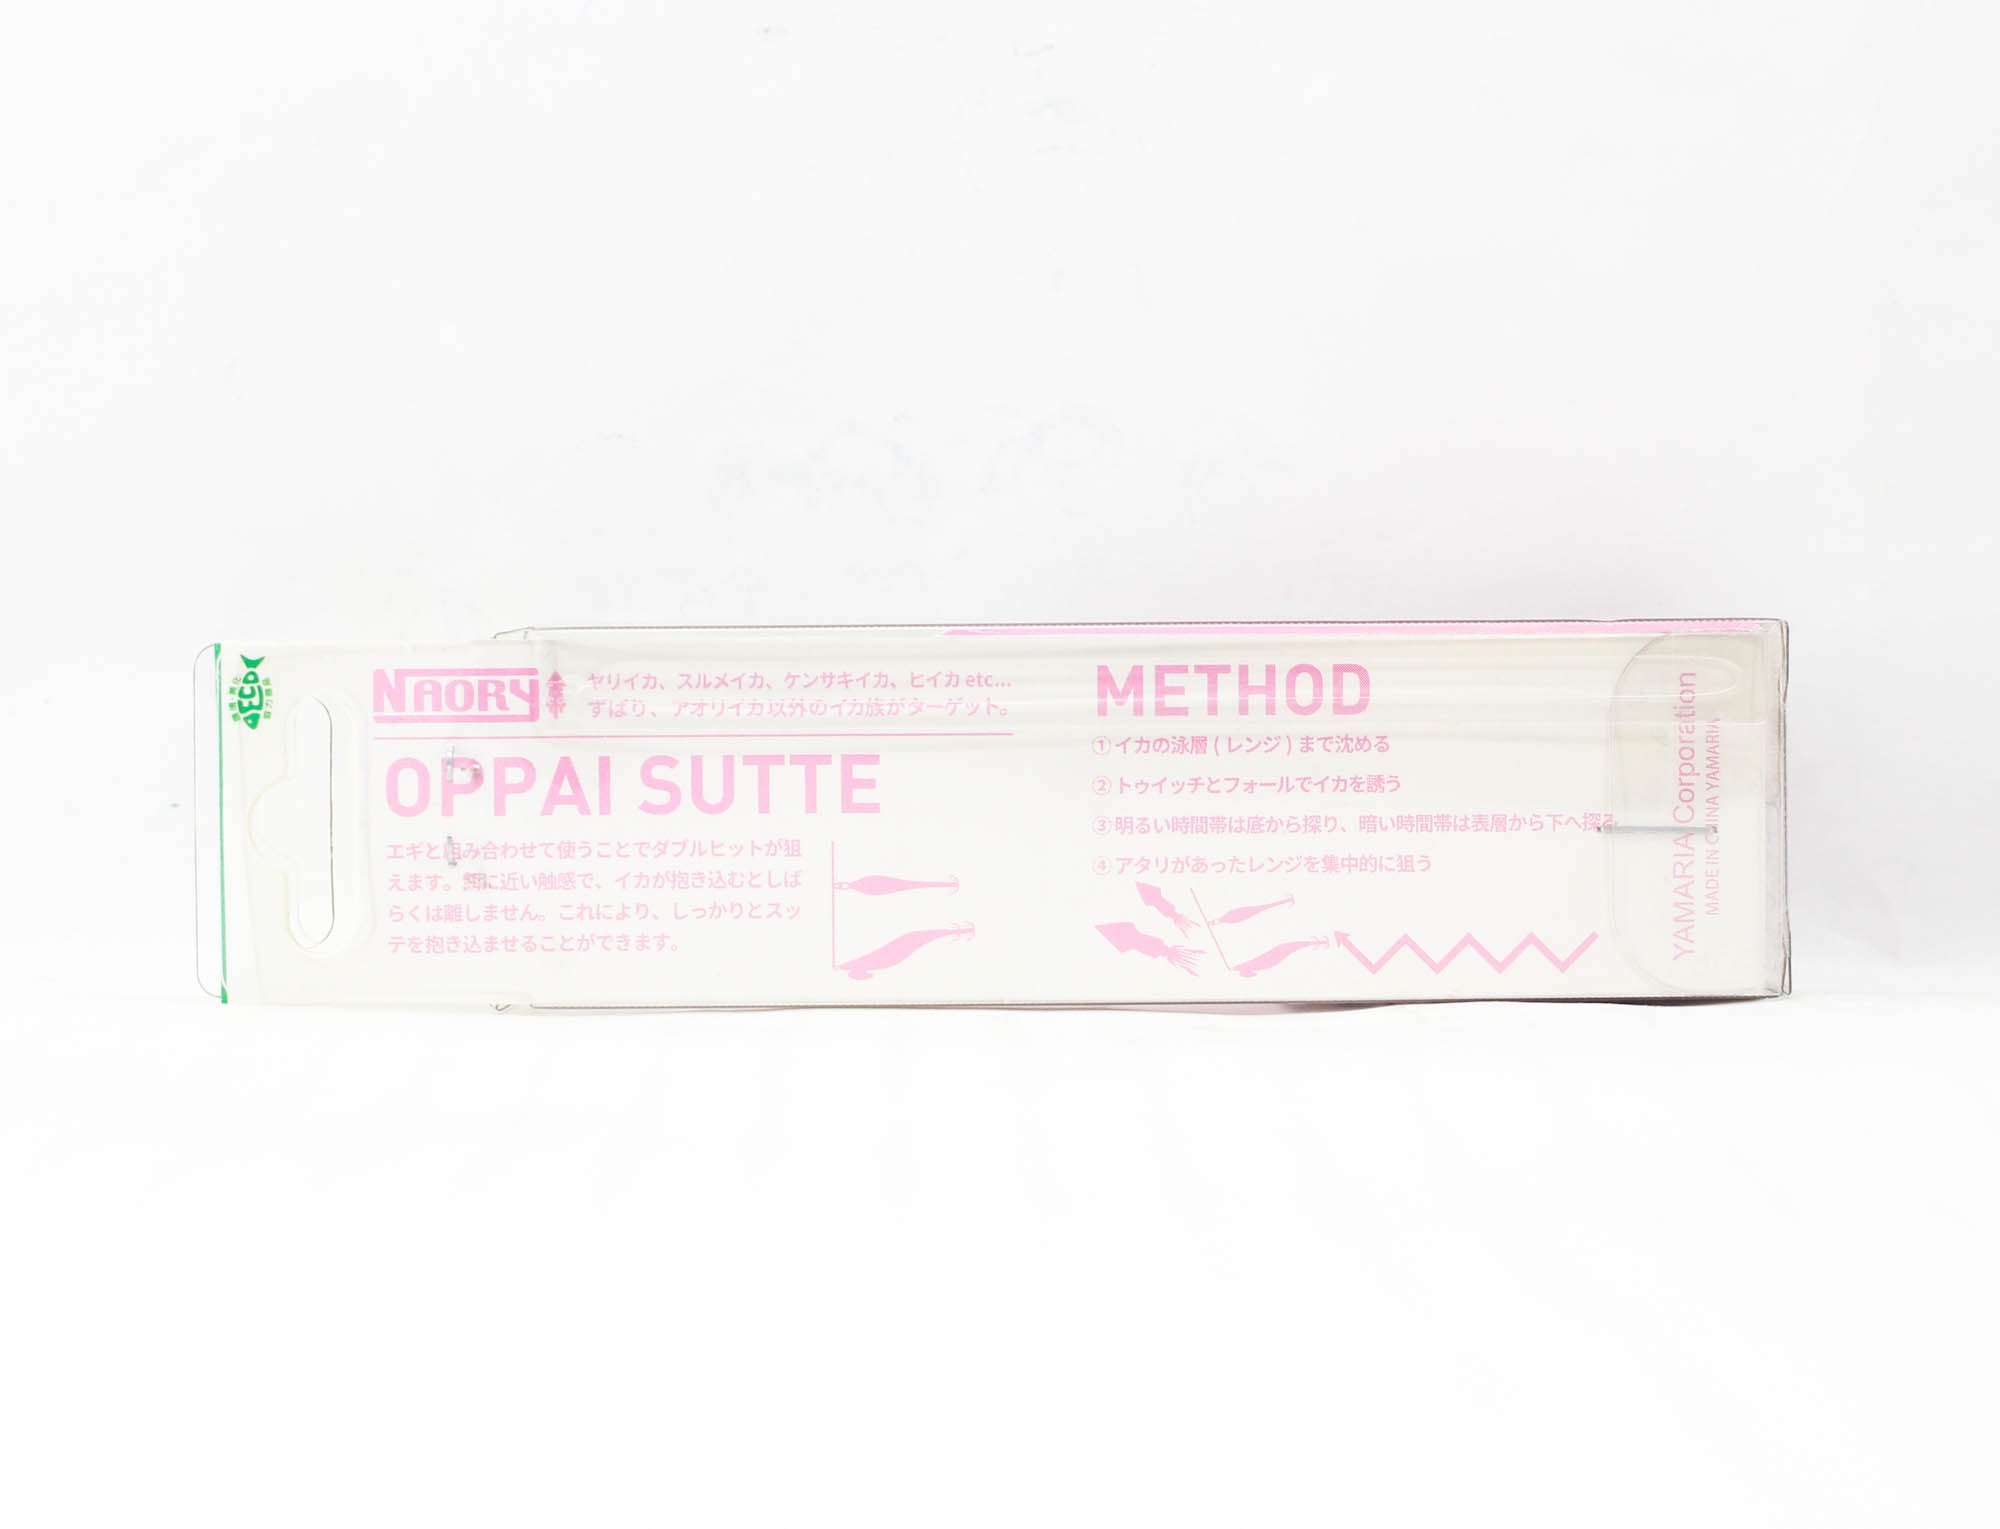 NAORY
ヤリイカ、スルメイカ、ケンサキイカ、ヒイカ etc...
ずばり、アオリイカ以外のイカ族がターゲット。
OPPAI SUTTE
エギと組み合わせて使うことでダブルヒットが狙
えます。に近い触感で、イカが抱き込むとしば
らくは離しません。これにより、しっかりとスッ
テを抱き込ませることができます。
METHOD
①イカの泳層 ( レンジ ) まで沈める
②トゥイッチとフォールでイカを誘う
③明るい時間帯は底から探り、暗い時間帯は表層から下へ探る
④アタリがあったレンジを集中的に狙う
YAMARIA Corporation
MADE IN CHINA YAMARIA
ECO